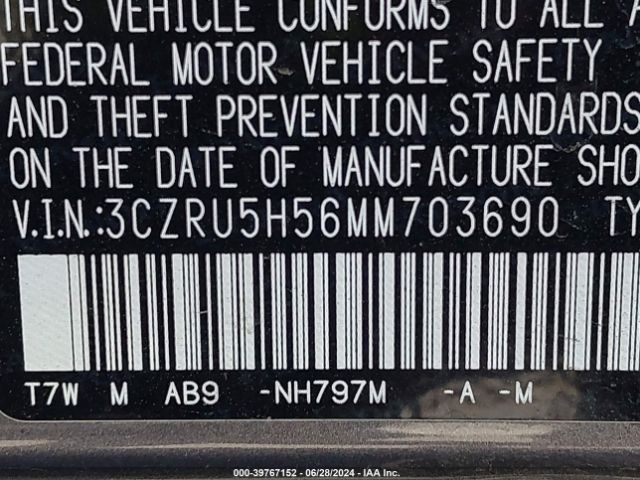 THIS VEHICLE CONFORMS TO ALL A
FEDERAL MOTOR VEHICLE SAFETY
AND THEFT PREVENTION STANDARDS
ON THE DATE OF MANUFACTURE SHO
V.I.N.:3CZRU5H56MM703690 TY
T7W M AB9 -NH797M -A -M
000-39767152 - 06/28/2024 - IAA Inc.